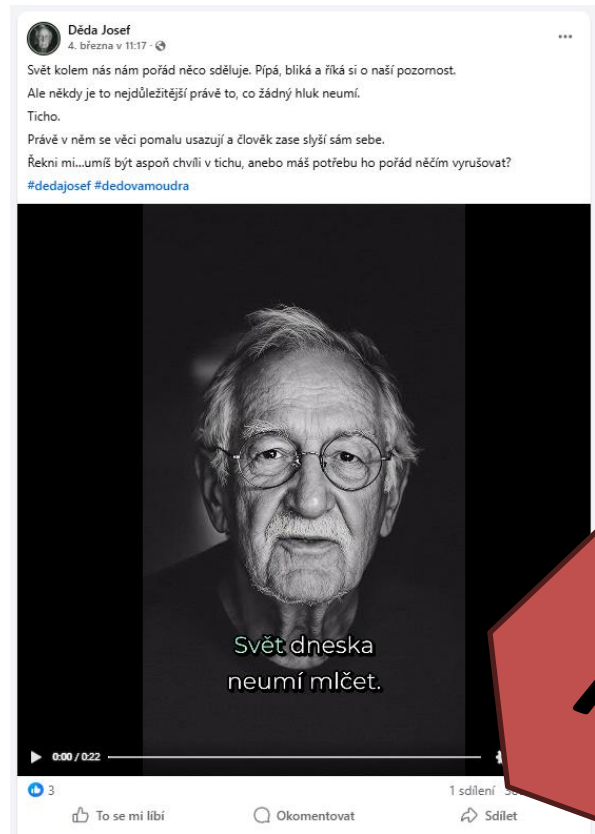 Děda Josef
4. března v 11:17 ·
Svět kolem nás nám pořád něco sděluje. Pípá, bliká a říká si o naší pozornost.
Ale někdy je to nejdůležitější právě to, co žádný hluk neumí.
Ticho.
Právě v něm se věci pomalu usazují a člověk zase slyší sám sebe.
Řekni mi...umíš být aspoň chvíli v tichu, anebo máš potřebu ho pořád něčím vyrušovat?
#dedajosef #dedovamoudra
Svět dneska
neumí mlčet.
0:00 / 0:22
3
1 sdílení
To se mi líbí
Okomentovat
Sdílet